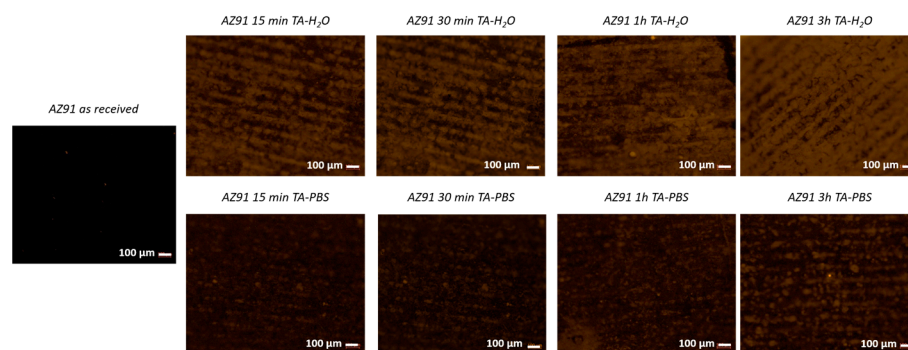 AZ91 15 min TA-H₂O
AZ91 30 min TA-H₂O
AZ91 1h TA-H₂O
AZ91 3h TA-H₂O
100 µm
100 µm
100 µm
100 µm
AZ91 as received
100 µm
AZ91 15 min TA-PBS
AZ91 30 min TA-PBS
AZ91 1h TA-PBS
AZ91 3h TA-PBS
100 µm
100 µm
100 µm
100 µm